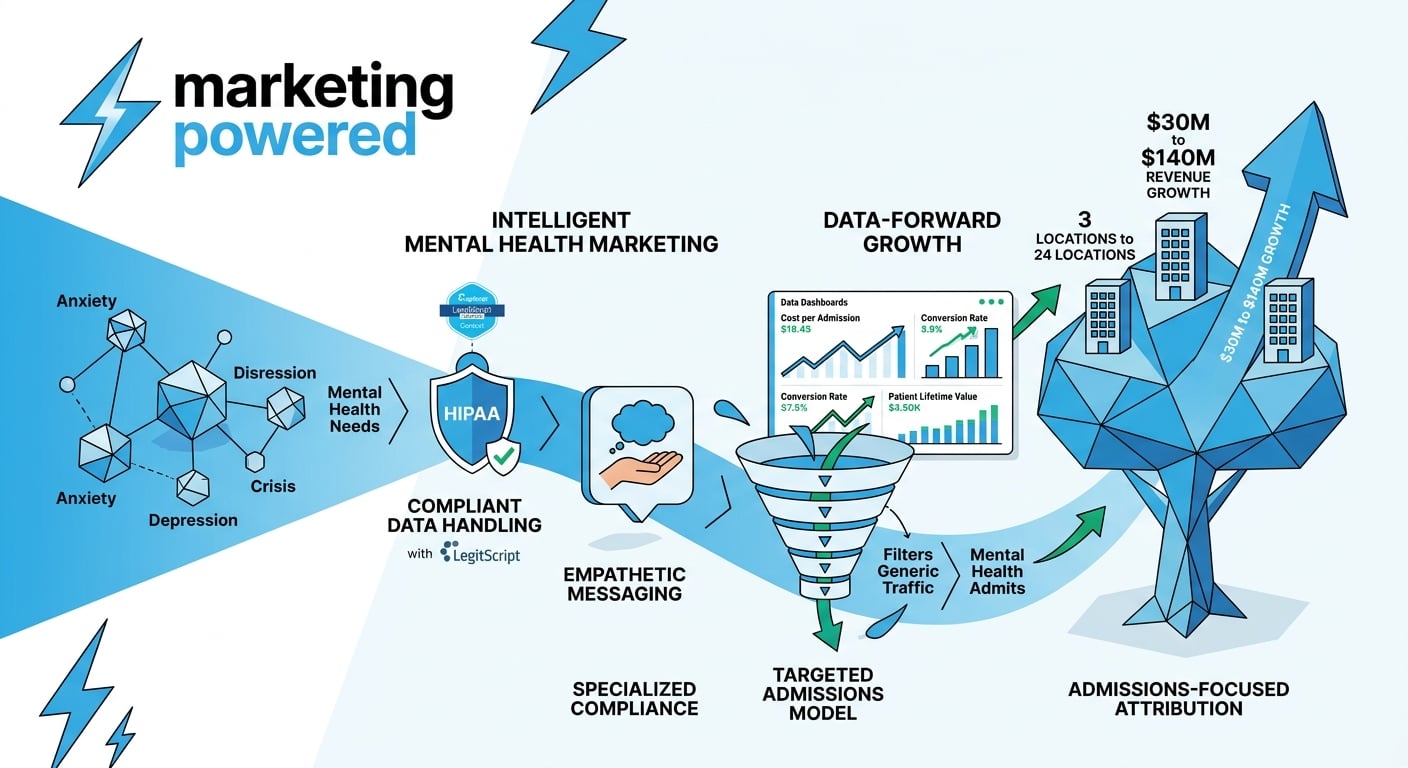 marketing
powered
INTELLIGENT
MENTAL HEALTH MARKETING
Anxiety
Disression
Anxiety
Depression
Crisis
Mental
Health
Needs
HIPAA
COMPLIANT
DATA HANDLING
with LegitScript
EMPATHETIC
MESSAGING
SPECIALIZED
COMPLIANCE
DATA-FORWARD
GROWTH
Data Dashboards
Cost per Admission
$18.45
Conversion Rate
3.9%
Conversion Rate
$7.5%
Patient Lifetime Value
$3.50K
Filters
Generic
Traffic
Mental
Health
Admits
TARGETED
ADMISSIONS
MODEL
3
LOCATIONS to
24 LOCATIONS
$30M
to
$140M
REVENUE
GROWTH
$30M to $140M GROWTH
ADMISSIONS-FOCUSED
ATTRIBUTION